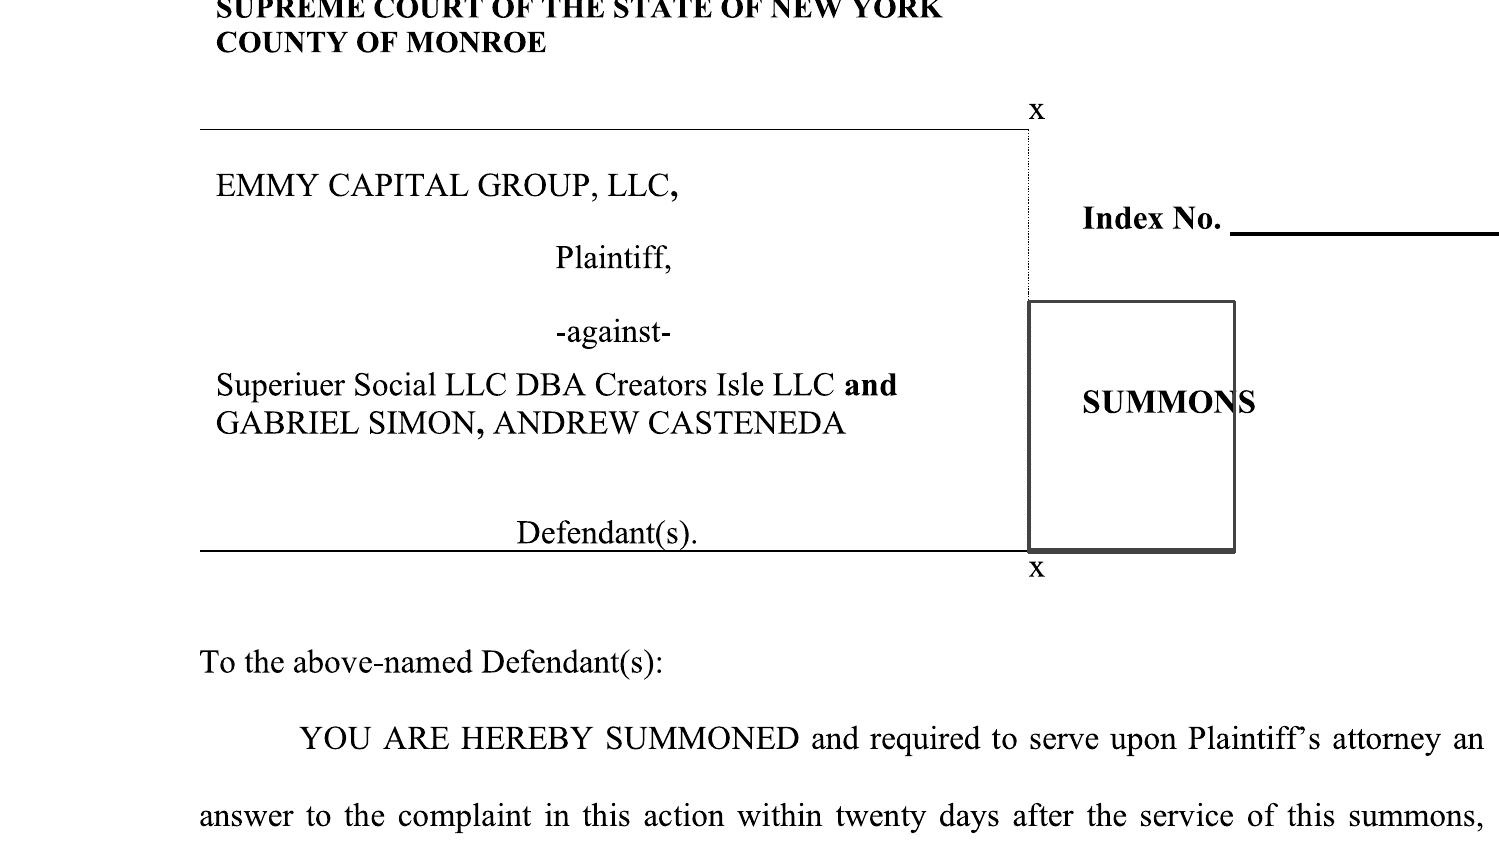 SUPREME COURT OF THE STATE OF NEW YORK
COUNTY OF MONROE
x
EMMY CAPITAL GROUP, LLC,
Index No.
Plaintiff,
-against-
Superiuer Social LLC DBA Creators Isle LLC and
GABRIEL SIMON, ANDREW CASTENEDA
SUMMONS
Defendant(s).
x
To the above-named Defendant(s):
YOU ARE HEREBY SUMMONED and required to serve upon Plaintiff's attorney an
answer to the complaint in this action within twenty days after the service of this summons,